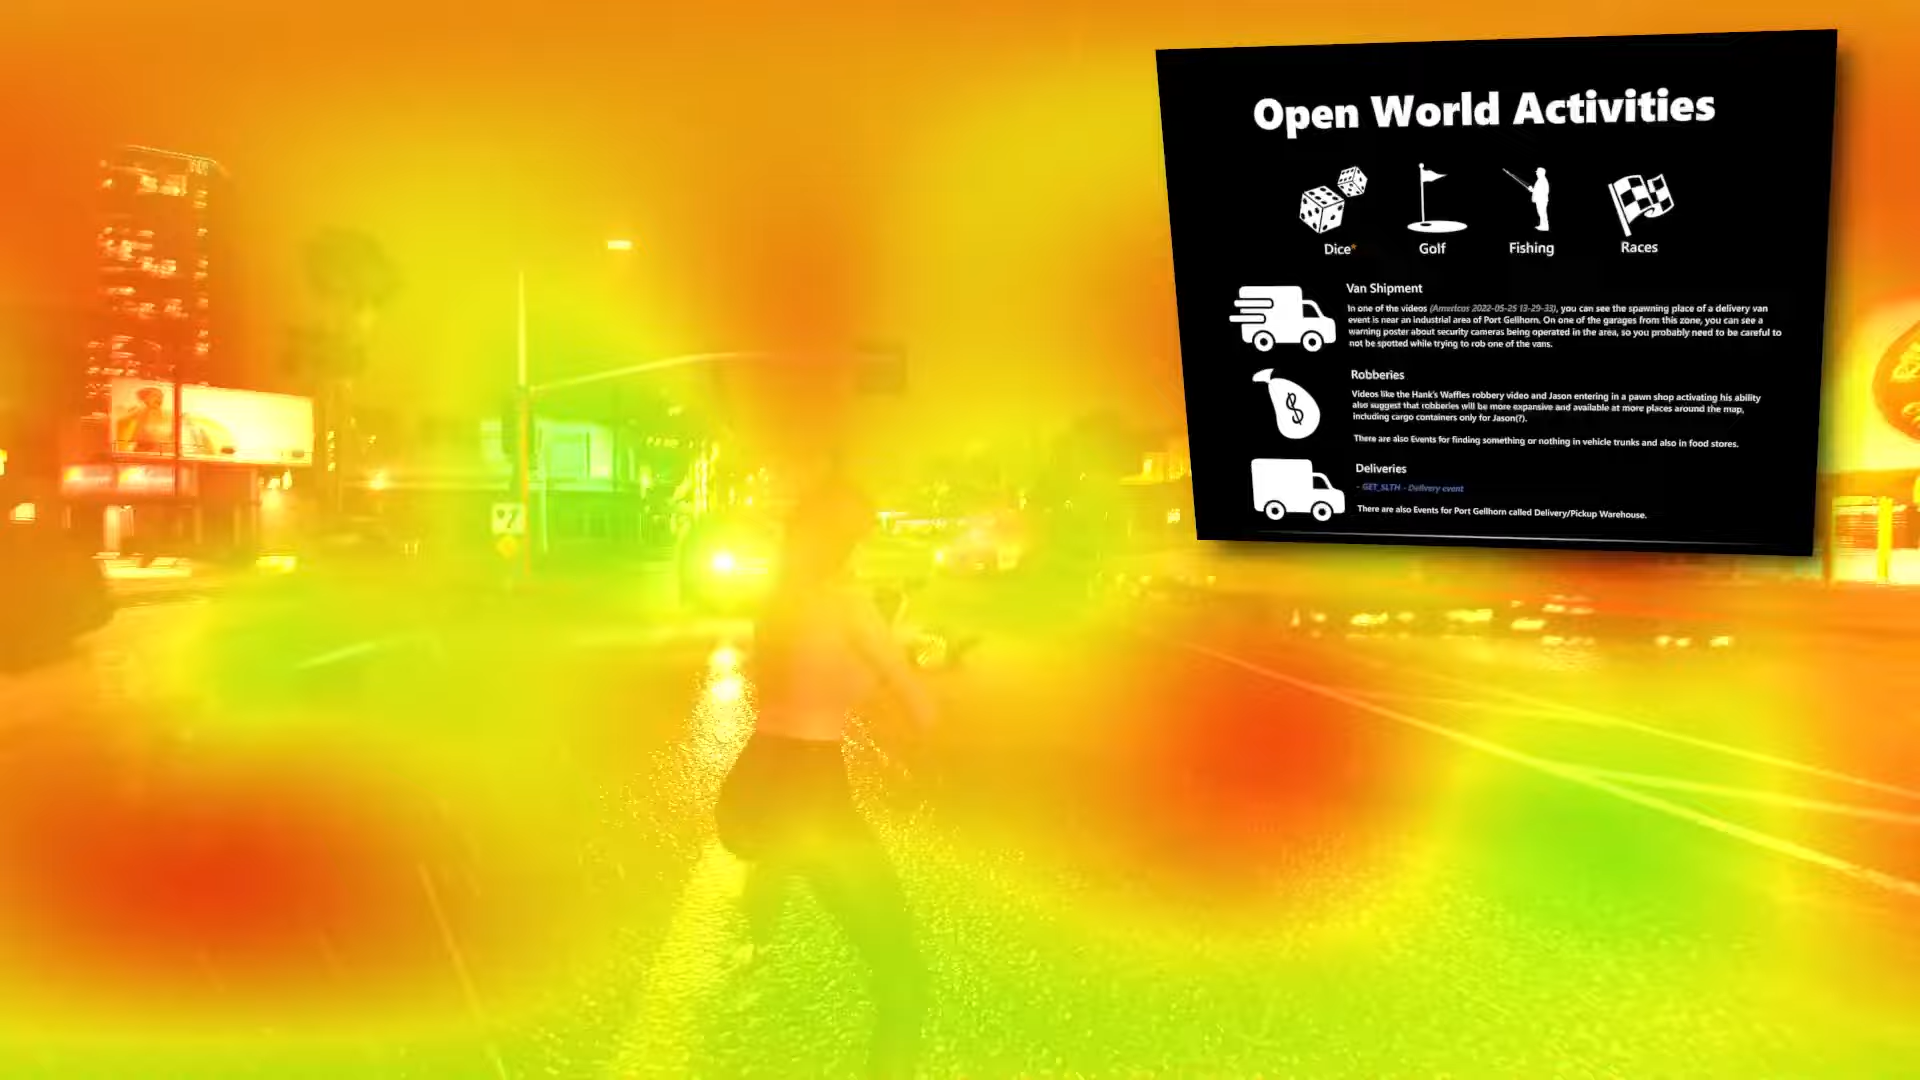 Open World Activities
Dice* Golf Fishing Races
Van Shipment
In one of the videos (Americas 2022-05-25 13-29-33), you can see the spawning place of a delivery van
event is near an industrial area of Port Gellhorn. On one of the garages from this zone, you can see a
warning poster about security cameras being operated in the area, so you probably need to be careful to
not be spotted while trying to rob one of the vans.
Robberies
Videos like the Hank's Waffles robbery video and Jason entering in a pawn shop activating his ability
also suggest that robberies will be more expansive and available at more places around the map,
including cargo containers only for Jason(?).
There are also Events for finding something or nothing in vehicle trunks and also in food stores.
Deliveries
- GET_SLTH - Delivery event
There are also Events for Port Gellhorn called Delivery/Pickup Warehouse.
7